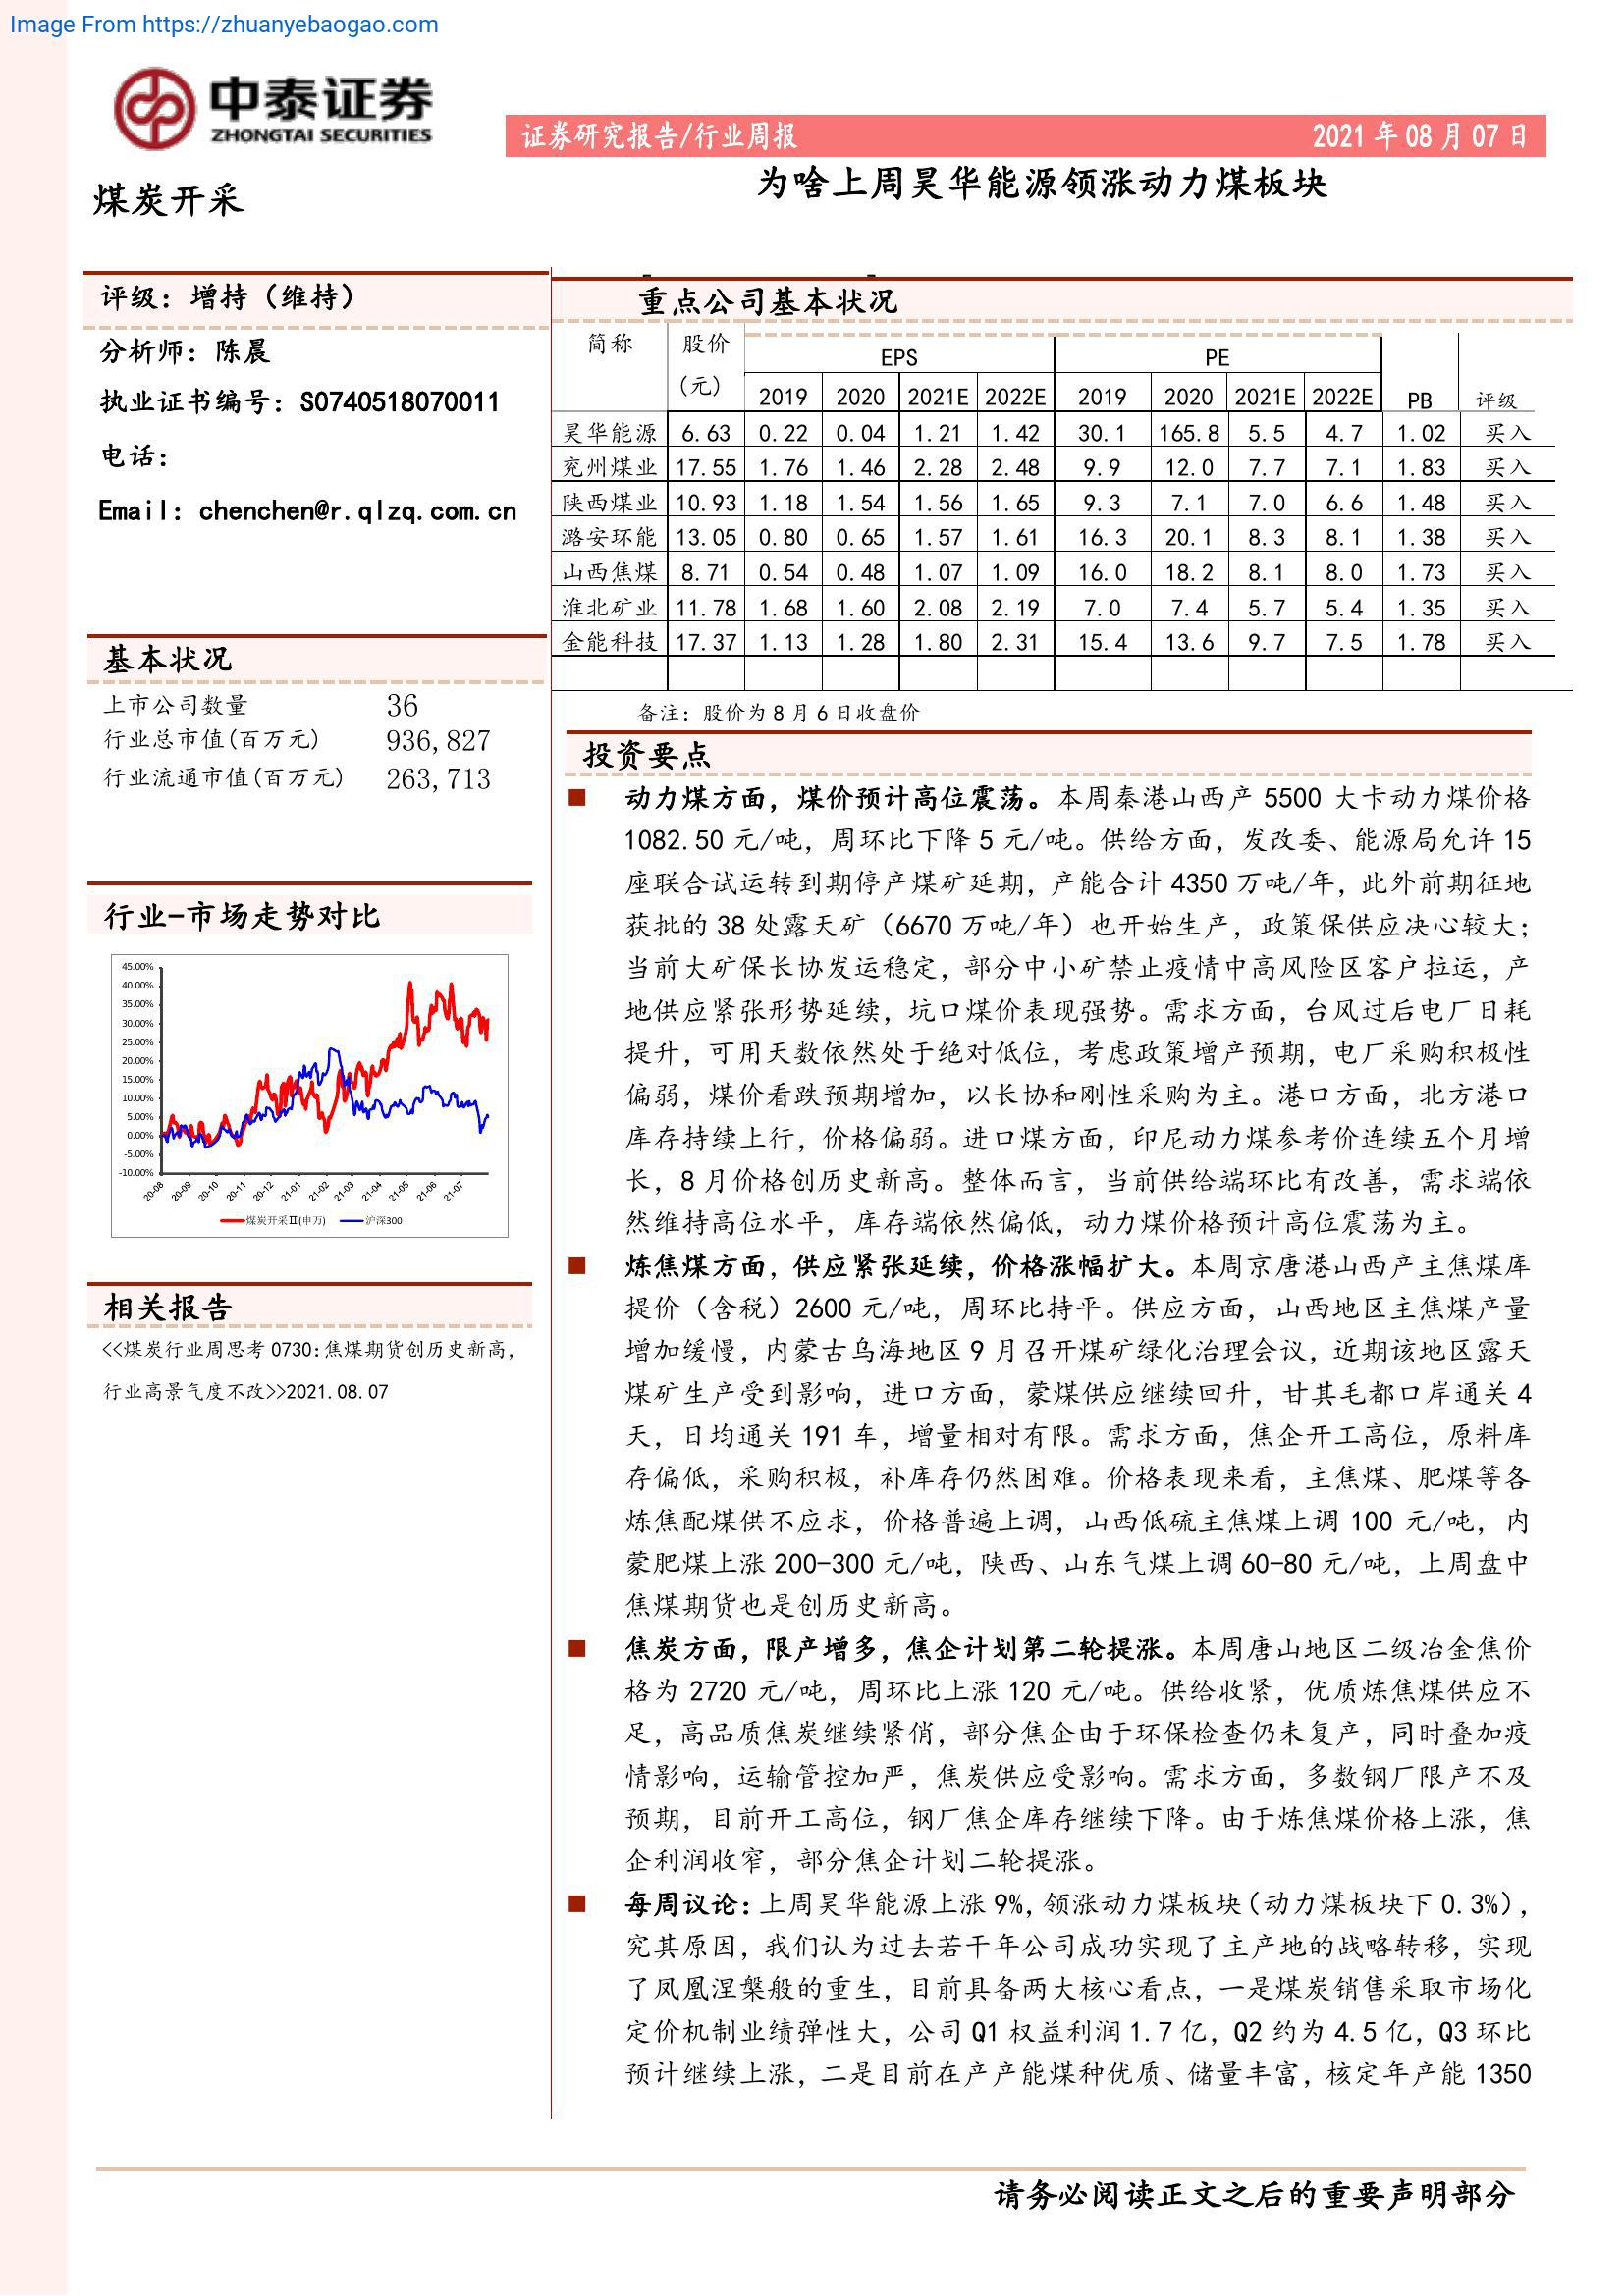 Image From https://zhuanyebaogao.com
中泰证券
ZHONGTAI SECURITIES
证券研究报告/行业周报 2021 年 08 月 07 日
煤炭开采
为啥上周昊华能源领涨动力煤板块
评级：增持（维持）
分析师：陈晨
执业证书编号：S0740518070011
电话：
Email：chenchen@r.qlzq.com.cn
基本状况
上市公司数量 36
行业总市值(百万元) 936,827
行业流通市值(百万元) 263,713
行业-市场走势对比
45.00%
40.00%
35.00%
30.00%
25.00%
20.00%
15.00%
10.00%
5.00%
0.00%
-5.00%
-10.00%
20-08 20-09 20-10 20-11 20-12 21-01 21-02 21-03 21-04 21-05 21-06 21-07
煤炭开采Ⅱ(申万) 沪深300
相关报告
<<煤炭行业周思考 0730：焦煤期货创历史新高，
行业高景气度不改>>2021.08.07
重点公司基本状况
简称 股价 EPS PE
(元) 2019 2020 2021E 2022E 2019 2020 2021E 2022E PB 评级
昊华能源 6.63 0.22 0.04 1.21 1.42 30.1 165.8 5.5 4.7 1.02 买入
兖州煤业 17.55 1.76 1.46 2.28 2.48 9.9 12.0 7.7 7.1 1.83 买入
陕西煤业 10.93 1.18 1.54 1.56 1.65 9.3 7.1 7.0 6.6 1.48 买入
潞安环能 13.05 0.80 0.65 1.57 1.61 16.3 20.1 8.3 8.1 1.38 买入
山西焦煤 8.71 0.54 0.48 1.07 1.09 16.0 18.2 8.1 8.0 1.73 买入
淮北矿业 11.78 1.68 1.60 2.08 2.19 7.0 7.4 5.7 5.4 1.35 买入
金能科技 17.37 1.13 1.28 1.80 2.31 15.4 13.6 9.7 7.5 1.78 买入
备注：股价为 8 月 6 日收盘价
投资要点
■ 动力煤方面，煤价预计高位震荡。本周秦港山西产 5500 大卡动力煤价格
1082.50 元/吨，周环比下降 5 元/吨。供给方面，发改委、能源局允许 15
座联合试运转到期停产煤矿延期，产能合计 4350 万吨/年，此外前期征地
获批的 38 处露天矿（6670 万吨/年）也开始生产，政策保供应决心较大；
当前大矿保长协发运稳定，部分中小矿禁止疫情中高风险区客户拉运，产
地供应紧张形势延续，坑口煤价表现强势。需求方面，台风过后电厂日耗
提升，可用天数依然处于绝对低位，考虑政策增产预期，电厂采购积极性
偏弱，煤价看跌预期增加，以长协和刚性采购为主。港口方面，北方港口
库存持续上行，价格偏弱。进口煤方面，印尼动力煤参考价连续五个月增
长，8 月价格创历史新高。整体而言，当前供给端环比有改善，需求端依
然维持高位水平，库存端依然偏低，动力煤价格预计高位震荡为主。
■ 炼焦煤方面，供应紧张延续，价格涨幅扩大。本周京唐港山西产主焦煤库
提价（含税）2600 元/吨，周环比持平。供应方面，山西地区主焦煤产量
增加缓慢，内蒙古乌海地区 9 月召开煤矿绿化治理会议，近期该地区露天
煤矿生产受到影响，进口方面，蒙煤供应继续回升，甘其毛都口岸通关 4
天，日均通关 191 车，增量相对有限。需求方面，焦企开工高位，原料库
存偏低，采购积极，补库存仍然困难。价格表现来看，主焦煤、肥煤等各
炼焦配煤供不应求，价格普遍上调，山西低硫主焦煤上调 100 元/吨，内
蒙肥煤上涨 200-300 元/吨，陕西、山东气煤上调 60-80 元/吨，上周盘中
焦煤期货也是创历史新高。
■ 焦炭方面，限产增多，焦企计划第二轮提涨。本周唐山地区二级冶金焦价
格为 2720 元/吨，周环比上涨 120 元/吨。供给收紧，优质炼焦煤供应不
足，高品质焦炭继续紧俏，部分焦企由于环保检查仍未复产，同时叠加疫
情影响，运输管控加严，焦炭供应受影响。需求方面，多数钢厂限产不及
预期，目前开工高位，钢厂焦企库存继续下降。由于炼焦煤价格上涨，焦
企利润收窄，部分焦企计划二轮提涨。
■ 每周议论：上周昊华能源上涨 9%，领涨动力煤板块（动力煤板块下 0.3%），
究其原因，我们认为过去若干年公司成功实现了主产地的战略转移，实现
了凤凰涅槃般的重生，目前具备两大核心看点，一是煤炭销售采取市场化
定价机制业绩弹性大，公司 Q1 权益利润 1.7 亿，Q2 约为 4.5 亿，Q3 环比
预计继续上涨，二是目前在产产能煤种优质、储量丰富，核定年产能 1350
请务必阅读正文之后的重要声明部分